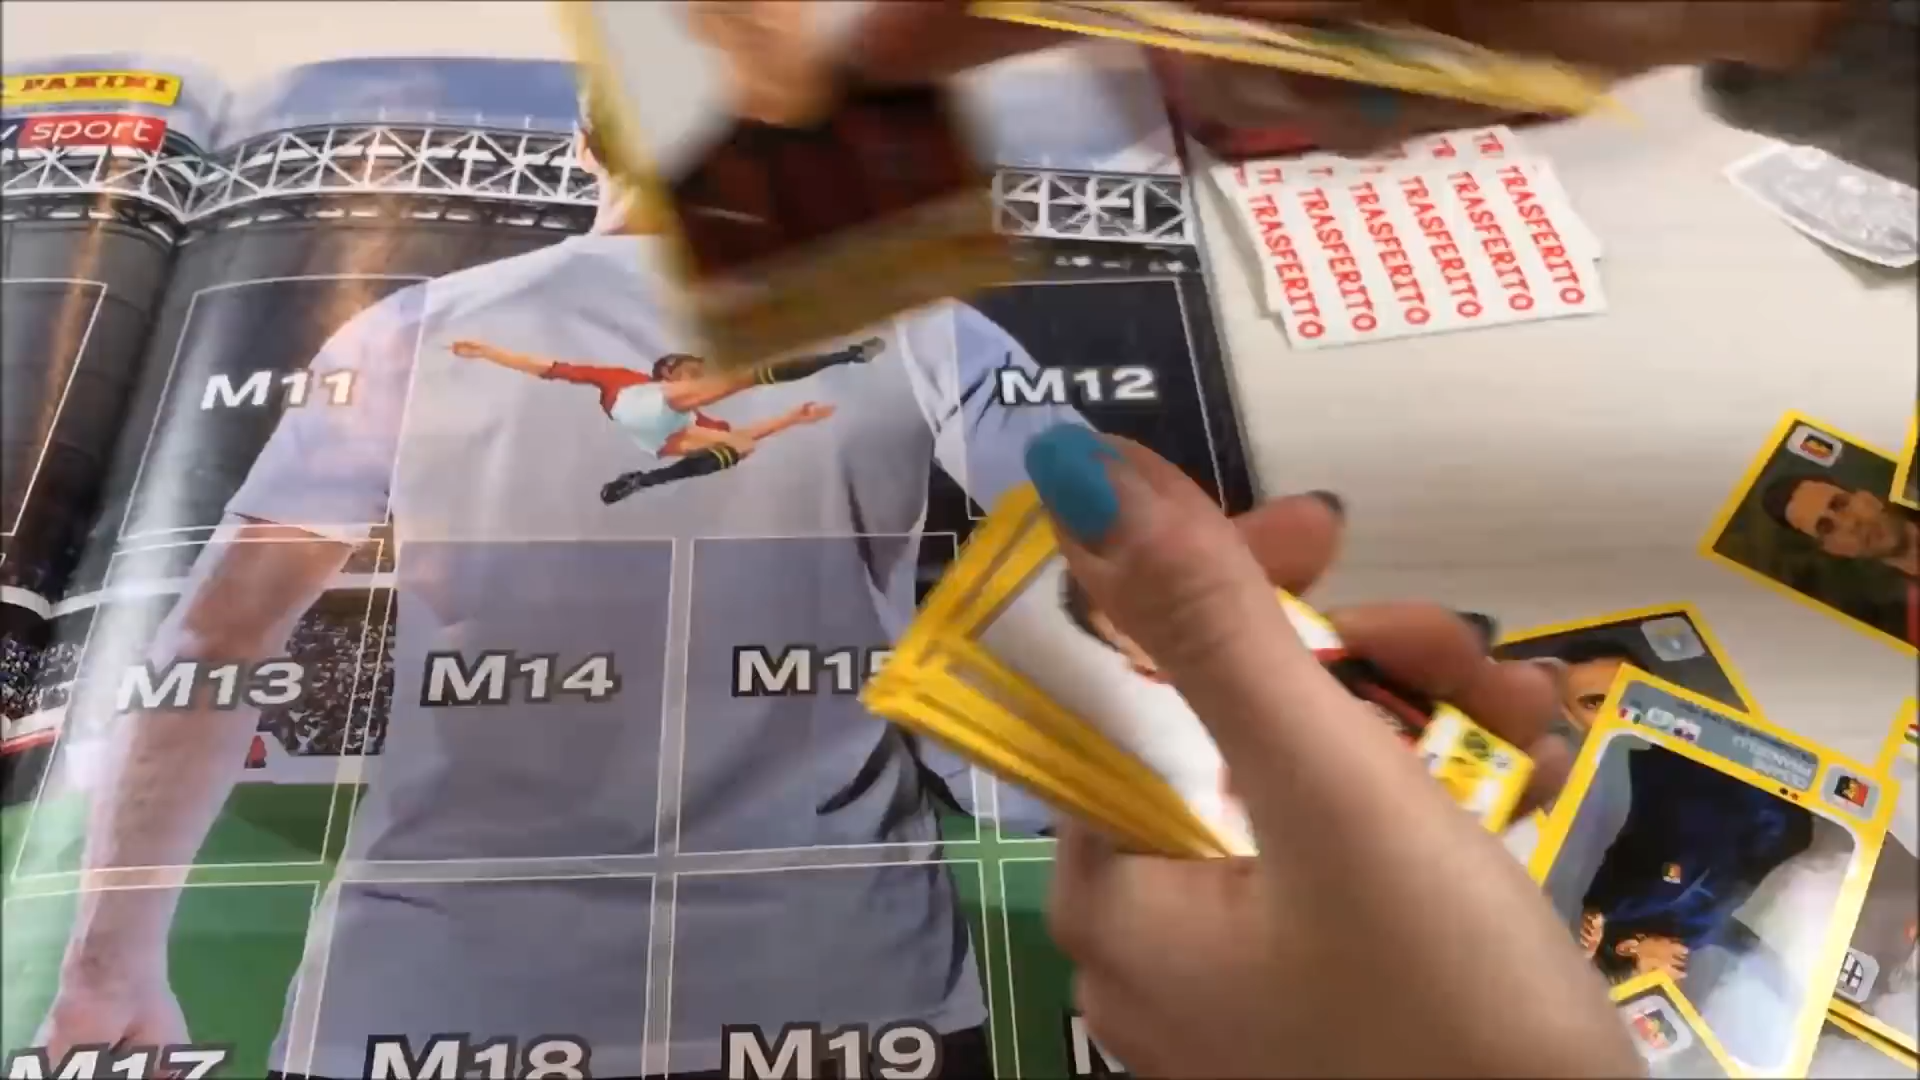 PANINI
sport
M11
M12
M13
M14
M15
M17
M18
M19
TRASFERITO
TRASFERITO
TRASFERITO
TRASFERITO
TRASFERITO
TRASFERITO